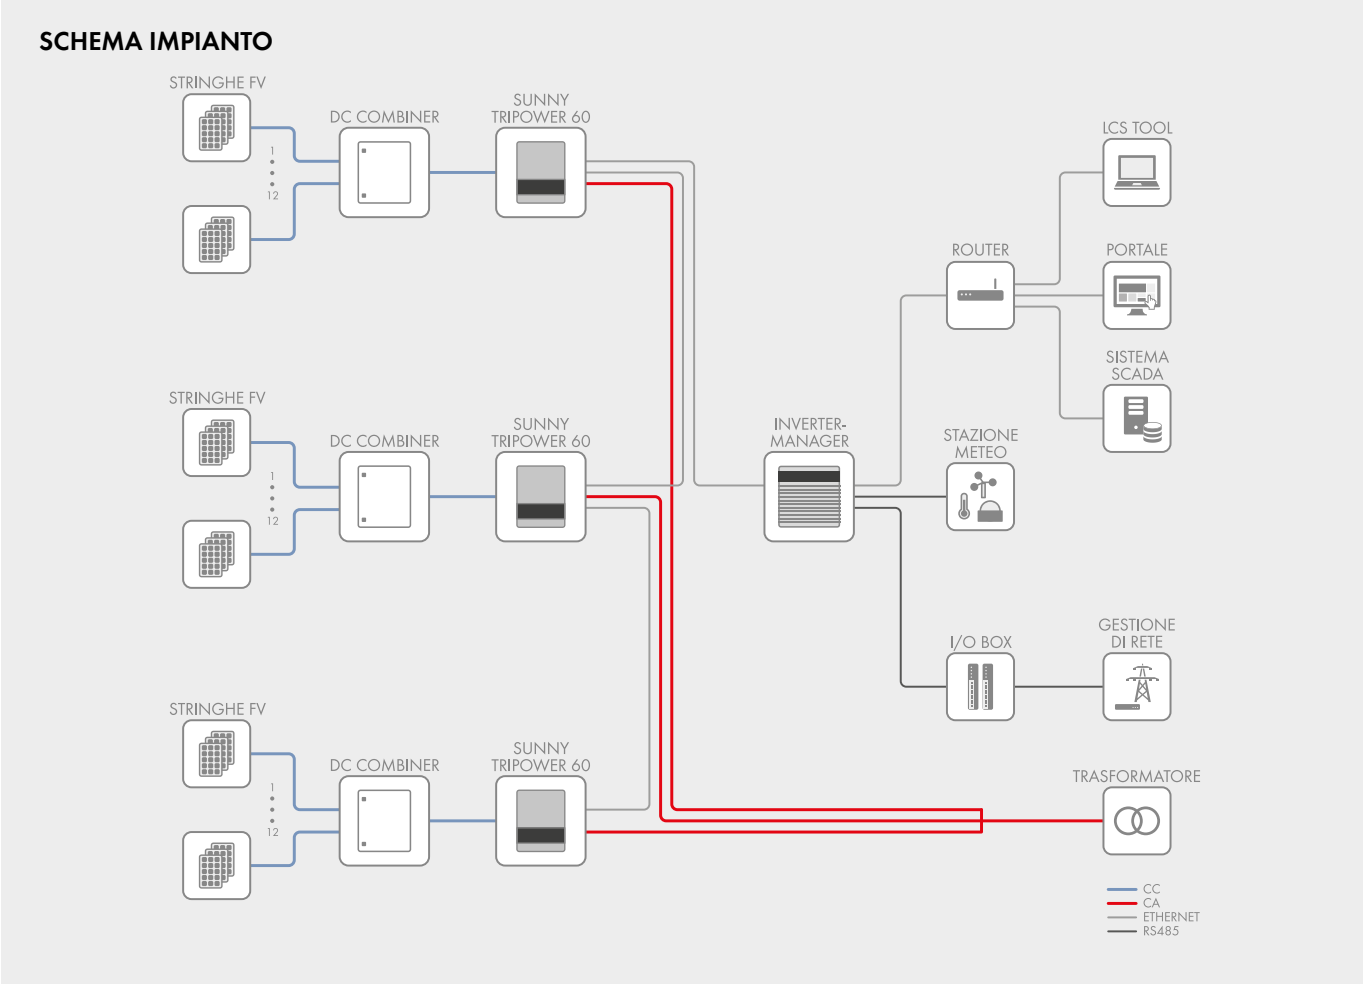 SCHEMA IMPIANTO
STRINGHE FV
DC COMBINER
SUNNY
TRIPOWER 60
1
12
LCS TOOL
ROUTER
PORTALE
SISTEMA
SCADA
STRINGHE FV
DC COMBINER
SUNNY
TRIPOWER 60
1
12
INVERTER-
MANAGER
STAZIONE
METEO
I/O BOX
GESTIONE
DI RETE
STRINGHE FV
DC COMBINER
SUNNY
TRIPOWER 60
1
12
TRASFORMATORE
CC
CA
ETHERNET
RS485